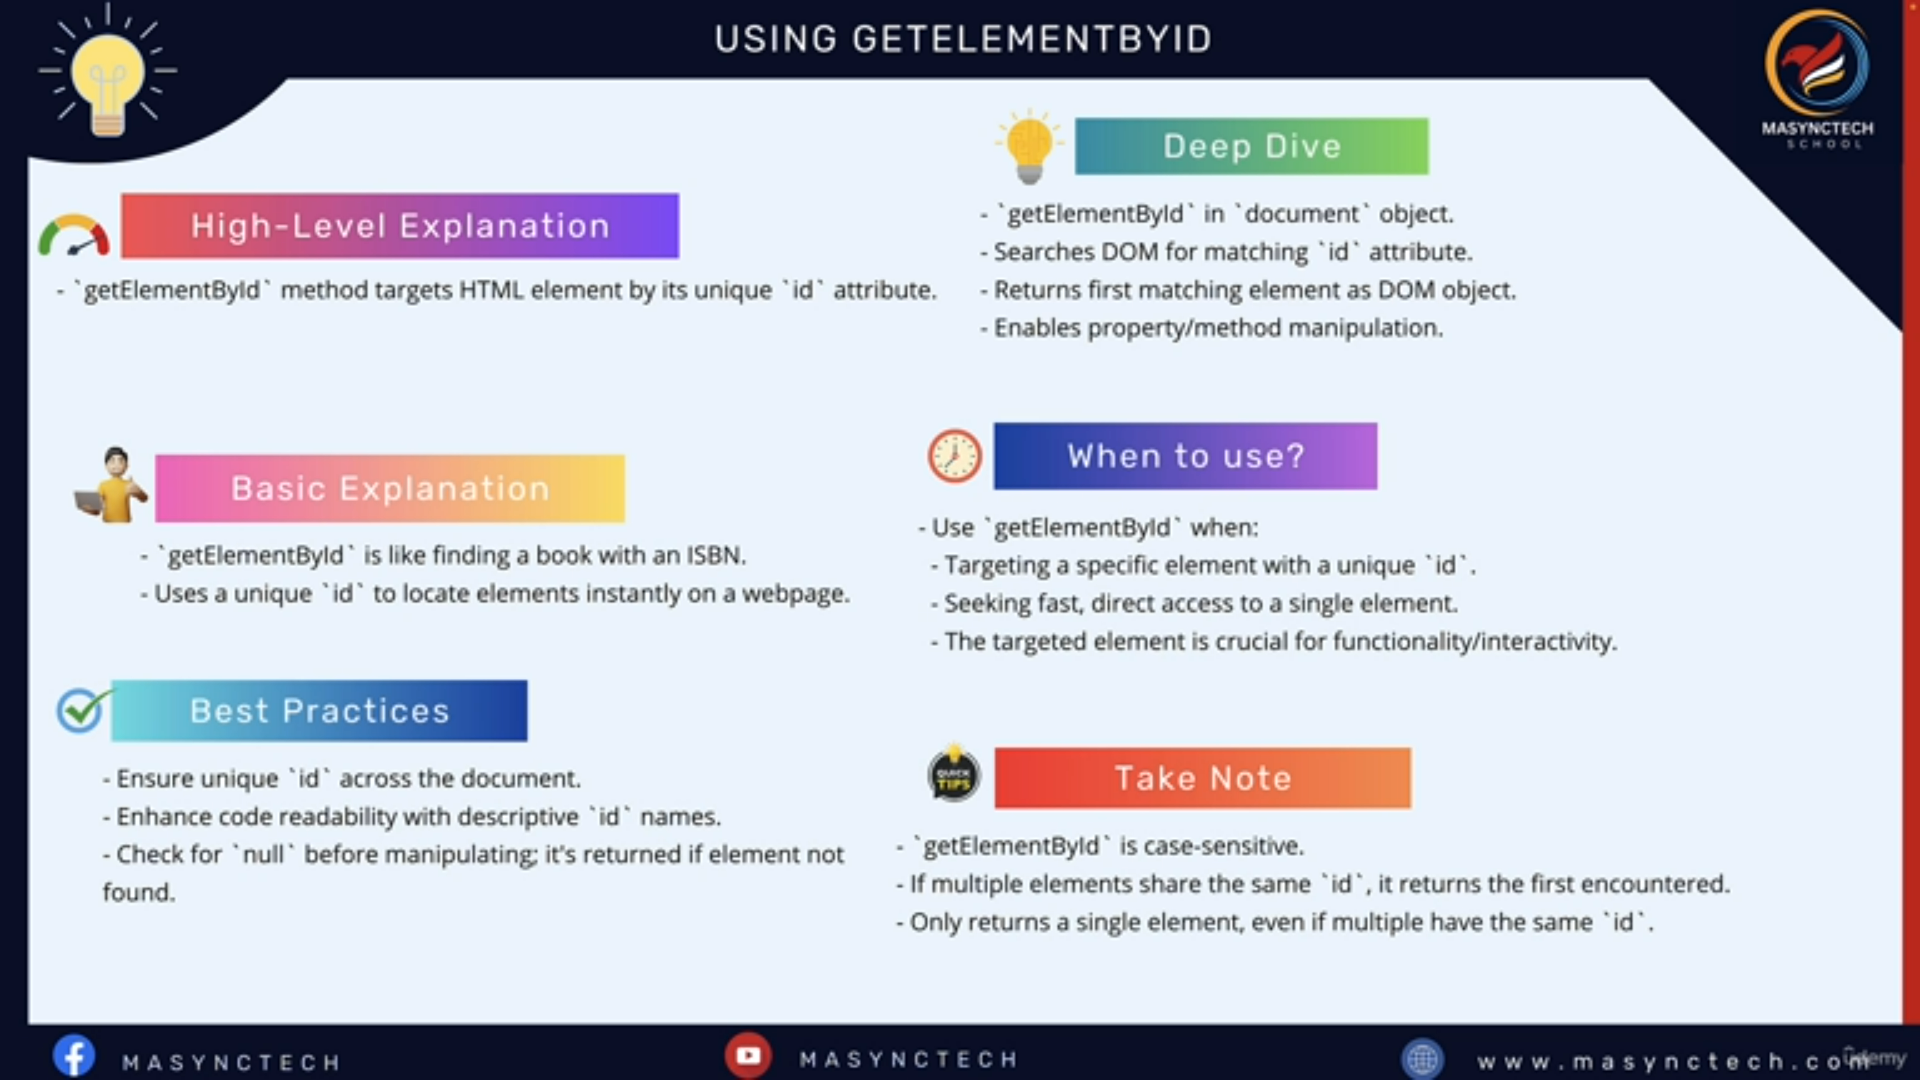 USING GETELEMENTBYID
MASYNCTECH
SCHOOL
High-Level Explanation
- `getElementById` method targets HTML element by its unique `id` attribute.
Deep Dive
- `getElementById` in `document` object.
- Searches DOM for matching `id` attribute.
- Returns first matching element as DOM object.
- Enables property/method manipulation.
Basic Explanation
- `getElementById` is like finding a book with an ISBN.
- Uses a unique `id` to locate elements instantly on a webpage.
When to use?
- Use `getElementById` when:
- Targeting a specific element with a unique `id`.
- Seeking fast, direct access to a single element.
- The targeted element is crucial for functionality/interactivity.
Best Practices
- Ensure unique `id` across the document.
- Enhance code readability with descriptive `id` names.
- Check for `null` before manipulating; it's returned if element not
found.
QUICK
TIPS
Take Note
- `getElementById` is case-sensitive.
- If multiple elements share the same `id`, it returns the first encountered.
- Only returns a single element, even if multiple have the same `id`.
MASYNCTECH
MASYNCTECH
www.masynctech.com
ûdemy